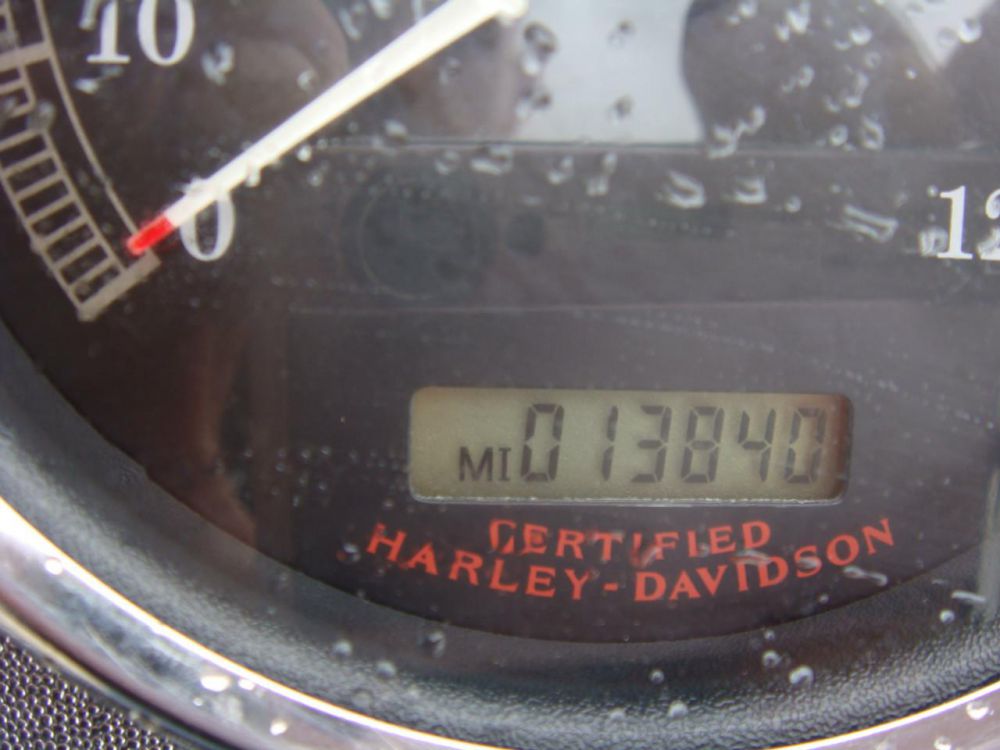 10
0
12
MI 013840
CERTIFIED
HARLEY-DAVIDSON